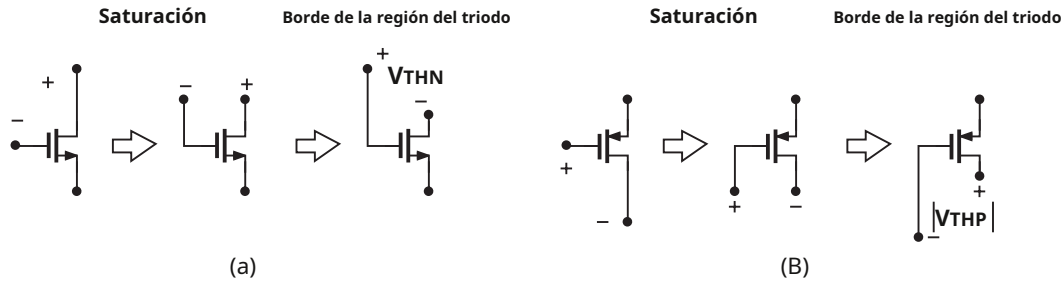 Saturación
Borde de la región del triodo
Saturación
Borde de la región del triodo
+
−
− +
+
VTHN
−
+
−
+ −
+
|VTHP|
−
(a)
(B)